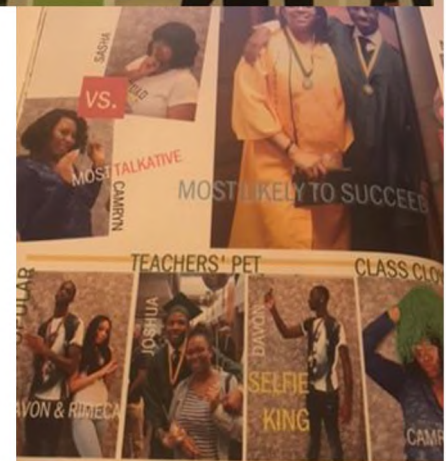 SASHA
VS.
MOST TALKATIVE
CAMRYN
MOST LIKELY TO SUCCEED
TEACHERS' PET
CLASS CLO
PULAR
AVON & RIMECA
JOSHUA
DAVON
SELFIE
KING
CAMR